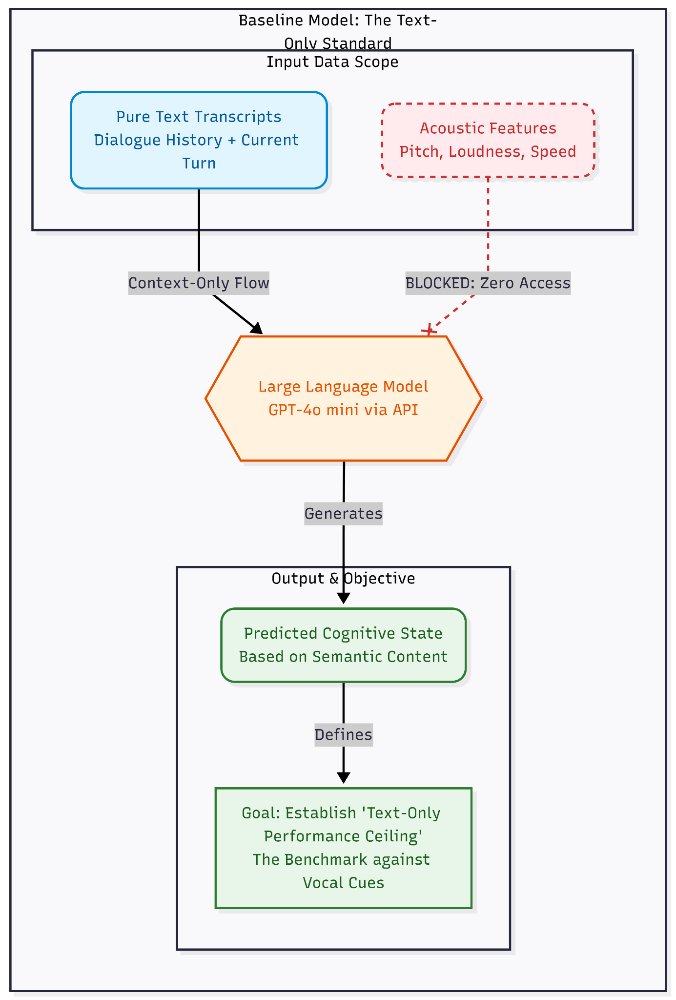 Baseline Model: The Text-
Only Standard
Input Data Scope
Pure Text Transcripts
Dialogue History + Current
Turn
Acoustic Features
Pitch, Loudness, Speed
Context-Only Flow
BLOCKED: Zero Access
Large Language Model
GPT-4o mini via API
Generates
Output & Objective
Predicted Cognitive State
Based on Semantic Content
Defines
Goal: Establish 'Text-Only
Performance Ceiling'
The Benchmark against
Vocal Cues